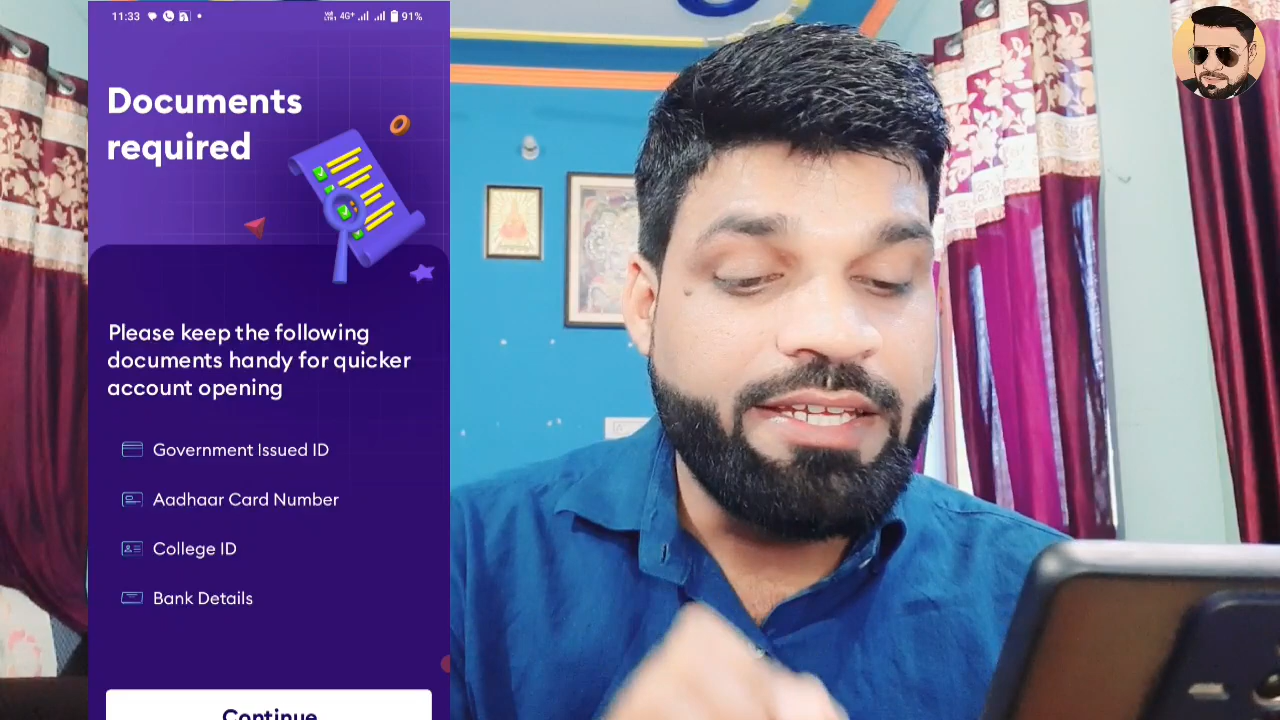 11:33
4G+
91%
Documents
required
Please keep the following
documents handy for quicker
account opening
Government Issued ID
Aadhaar Card Number
College ID
Bank Details
Continue